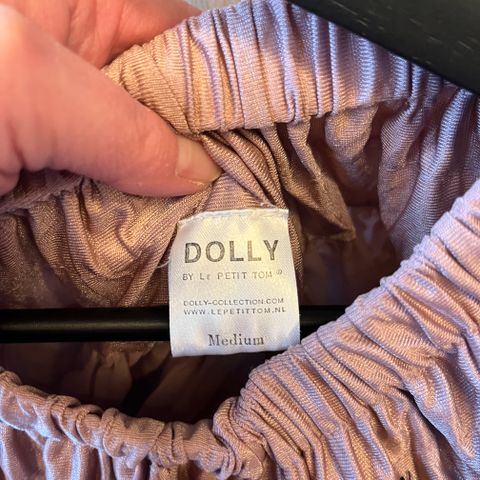 DOLLY
BY LE PETIT TOM ®
DOLLY-COLLECTION.COM
WWW.LEPETITTOM.NL
Medium